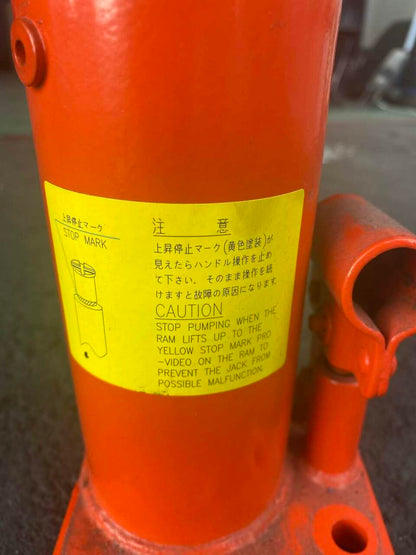 上昇停止マーク
STOP MARK
注 意
上昇停止マーク(黄色塗装)が
見えたらハンドル操作を止め
て下さい。そのまま操作を続
けますと故障の原因になります。
CAUTION
STOP PUMPING WHEN THE
RAM LIFTS UP TO THE
YELLOW STOP MARK PRO
-VIDEO ON THE RAM TO
PREVENT THE JACK FROM
POSSIBLE MALFUNCTION.